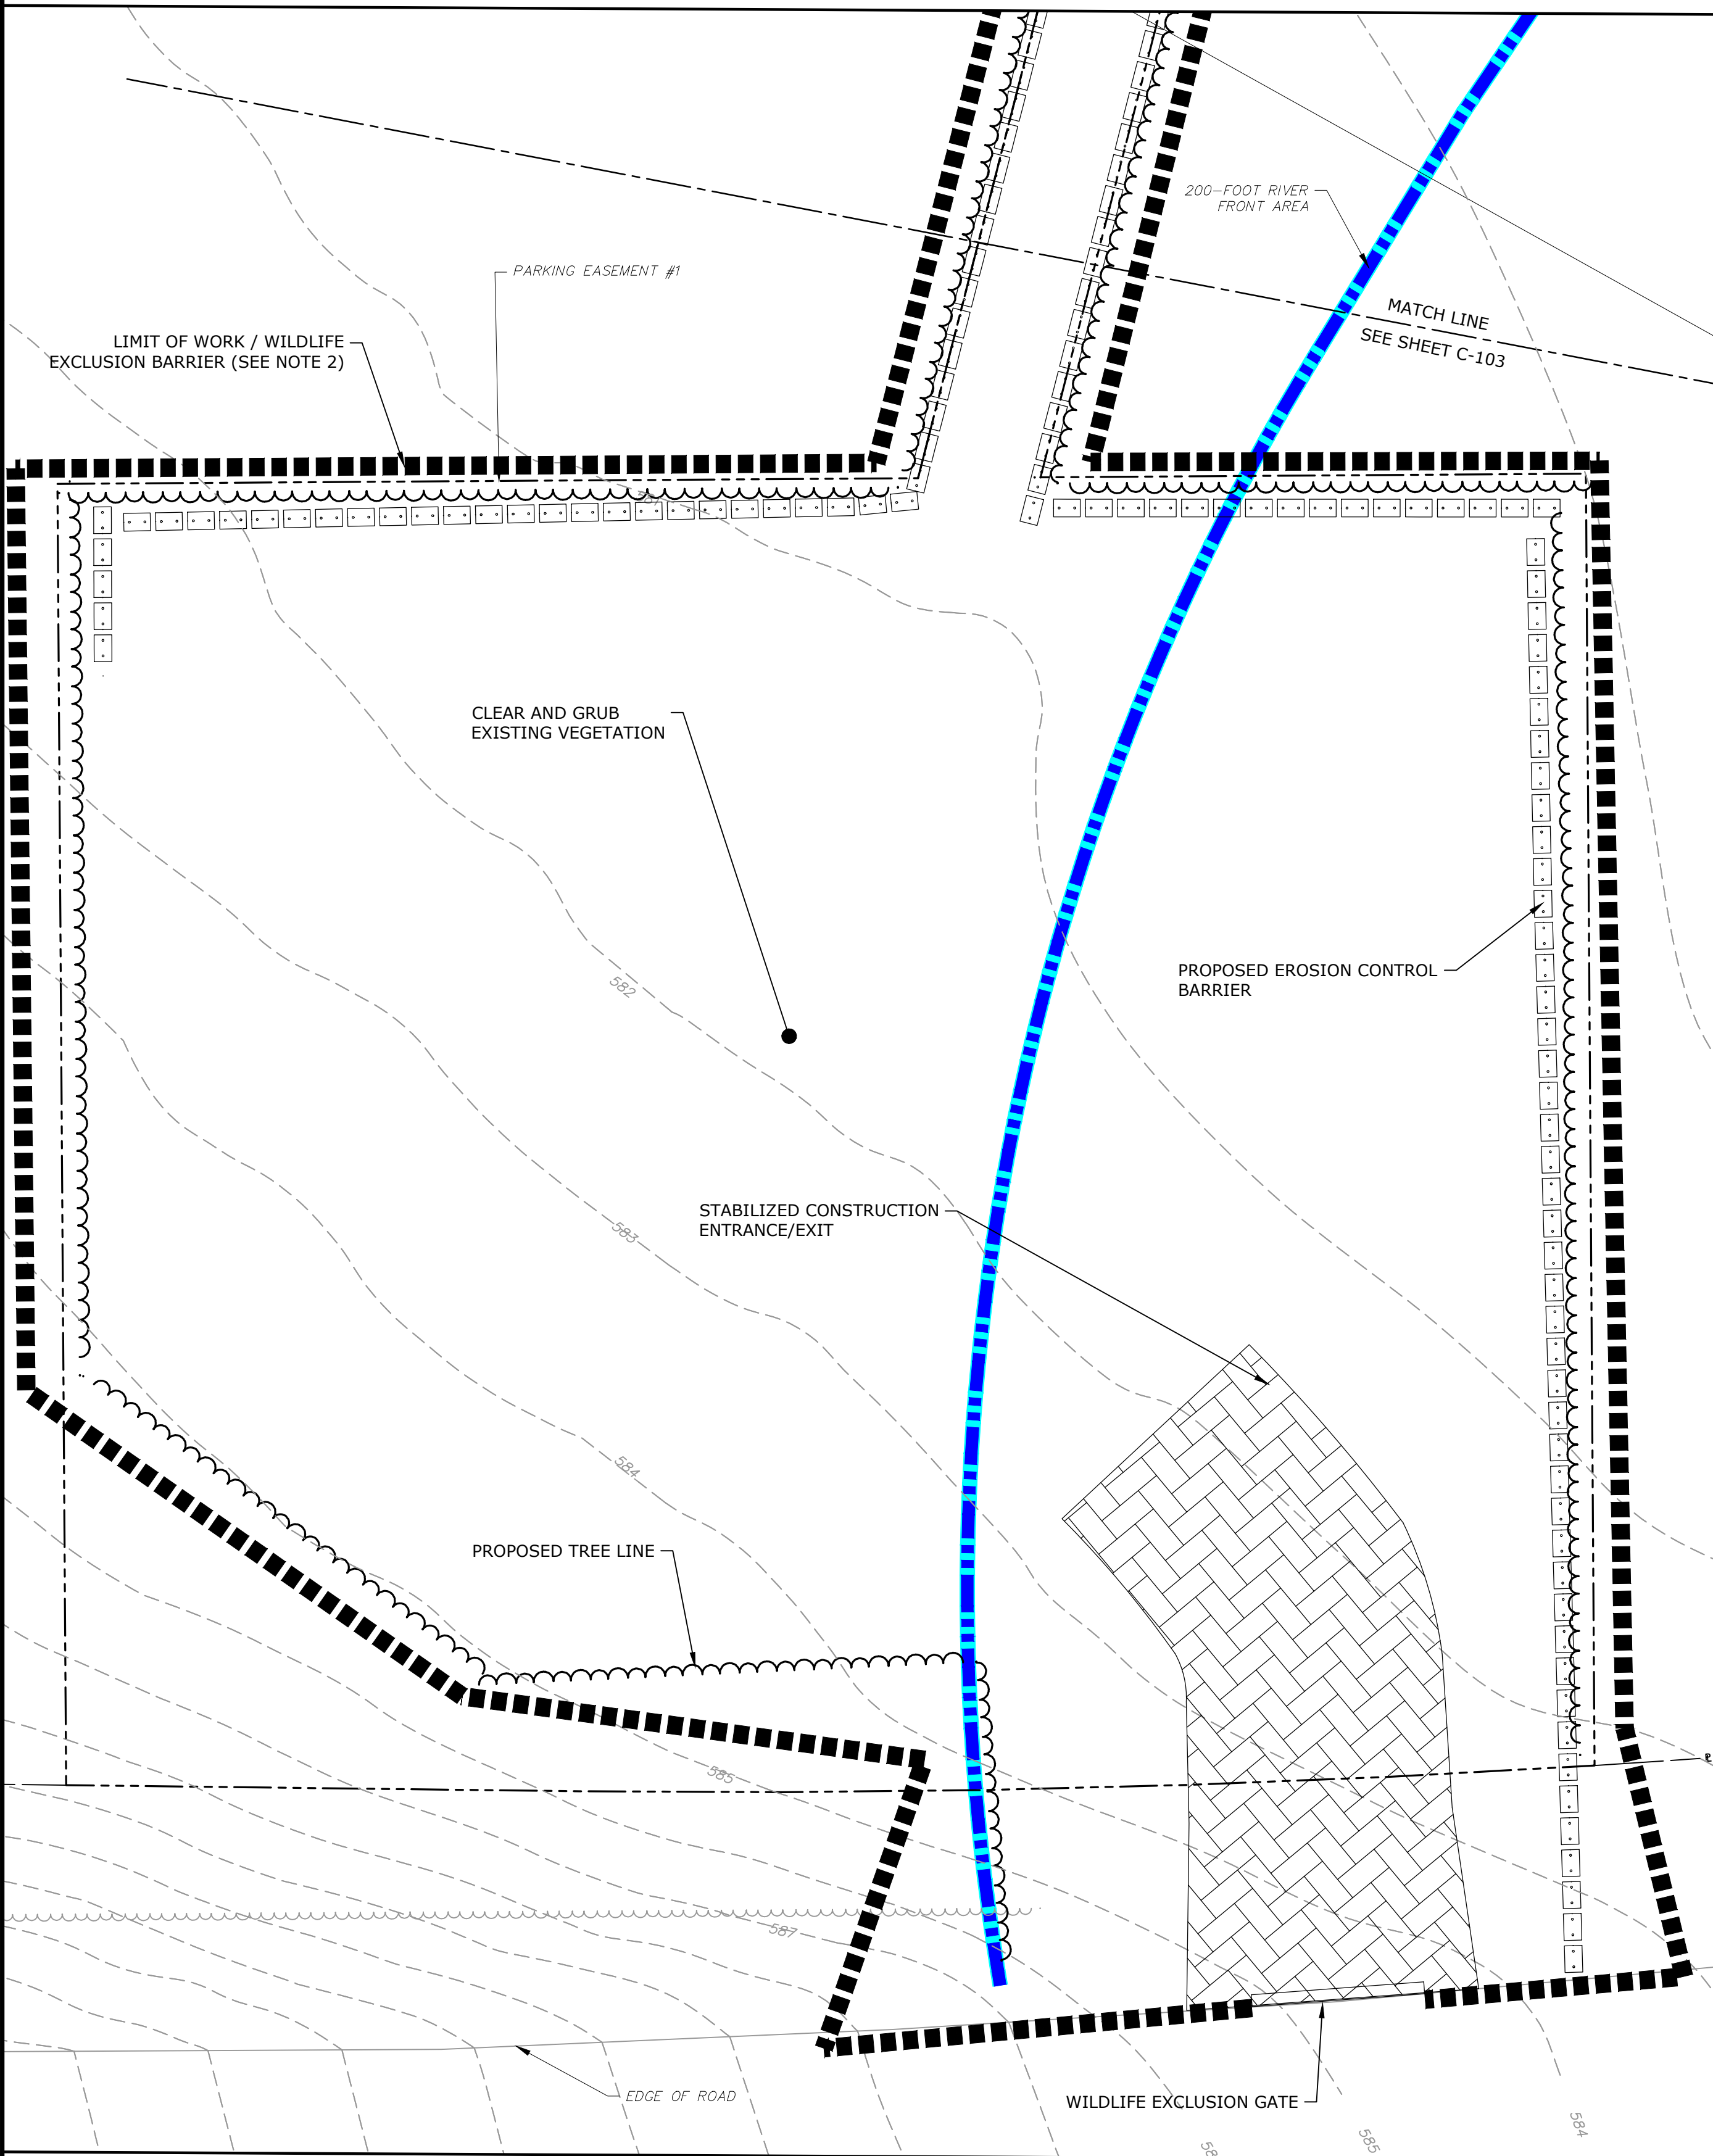 200-FOOT RIVER
FRONT AREA
PARKING EASEMENT #1
MATCH LINE
SEE SHEET C-103
LIMIT OF WORK / WILDLIFE
EXCLUSION BARRIER (SEE NOTE 2)
CLEAR AND GRUB
EXISTING VEGETATION
PROPOSED EROSION CONTROL
BARRIER
582
STABILIZED CONSTRUCTION
ENTRANCE/EXIT
583
584
PROPOSED TREE LINE
585
587
EDGE OF ROAD
WILDLIFE EXCLUSION GATE
584
585